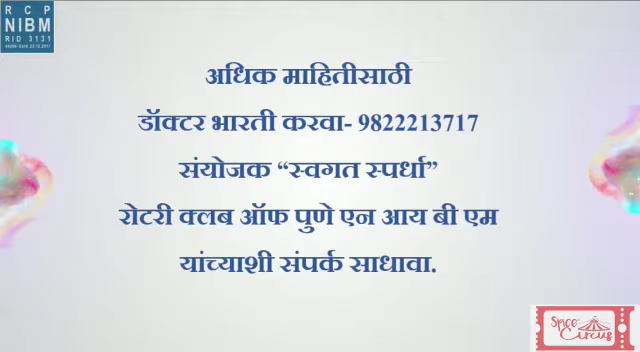 RCP
NIBM
RID 3131
अधिक माहितीसाठी
डॉक्टर भारती करवा- 9822213717
संयोजक “स्वगत स्पर्धा”
रोटरी क्लब ऑफ पुणे एन आय बी एम
यांच्याशी संपर्क साधावा.
Spice
Circus